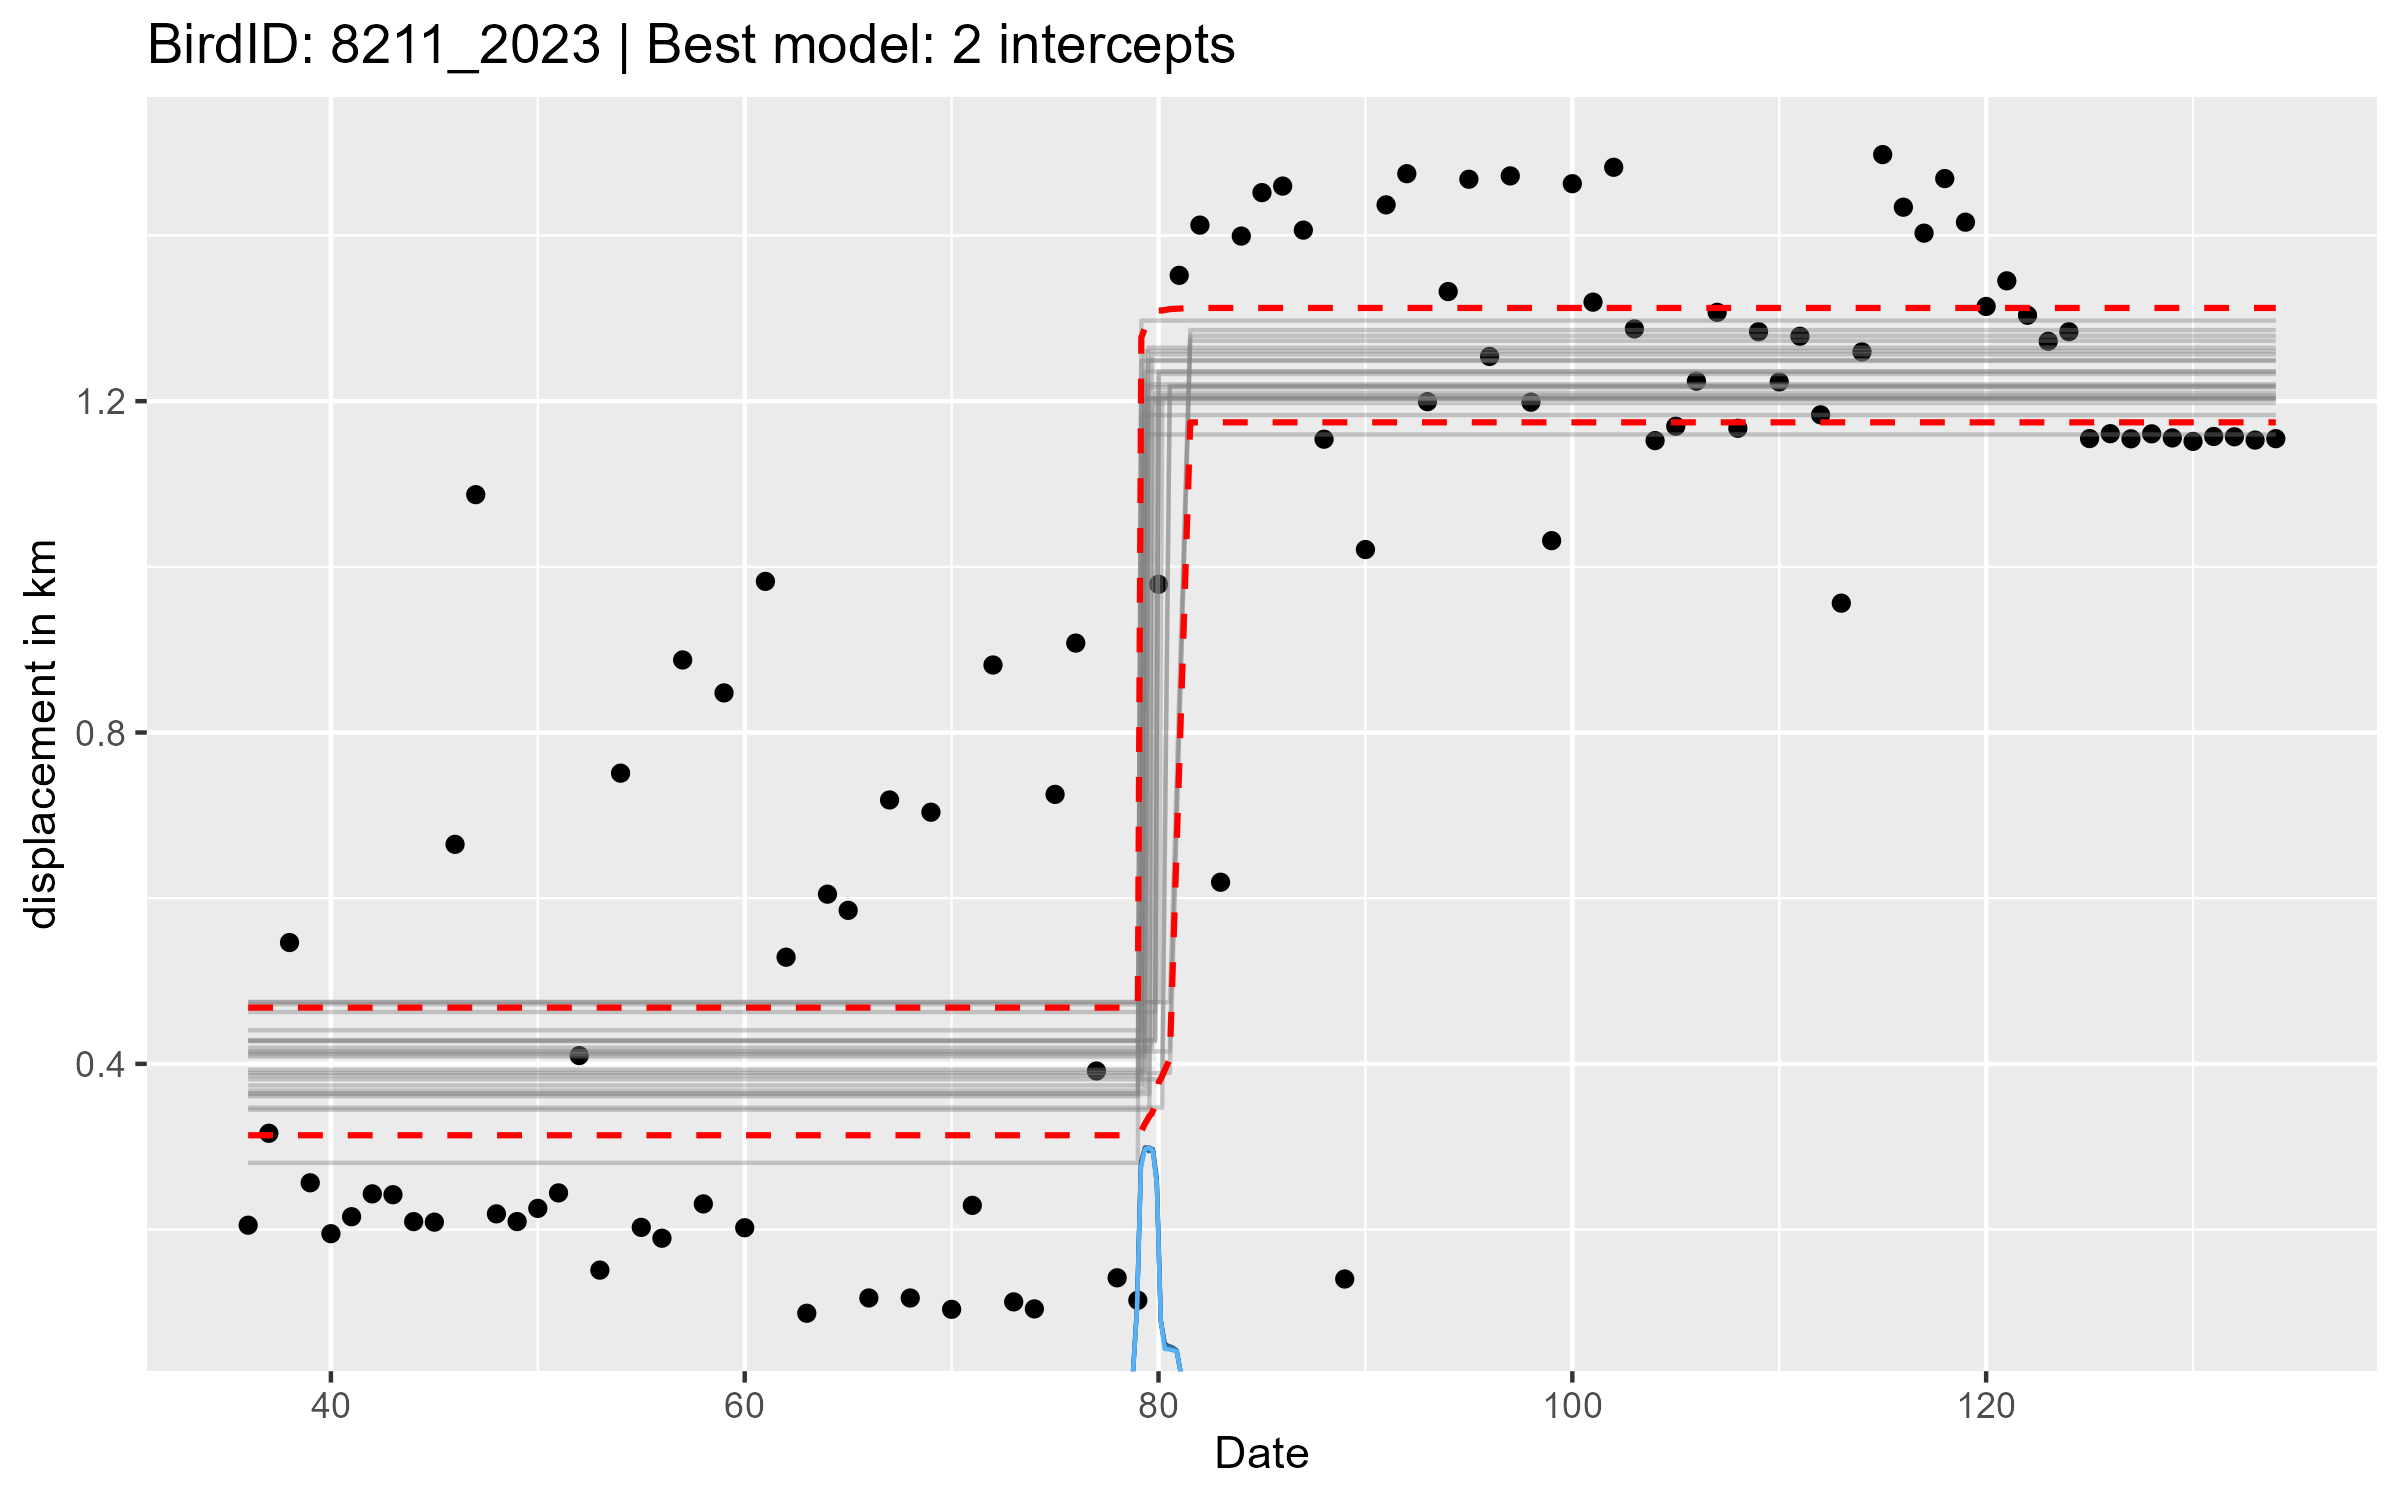 BirdID: 8211_2023 | Best model: 2 intercepts
displacement in km
1.2
0.8
0.4
40 60 80 100 120
Date